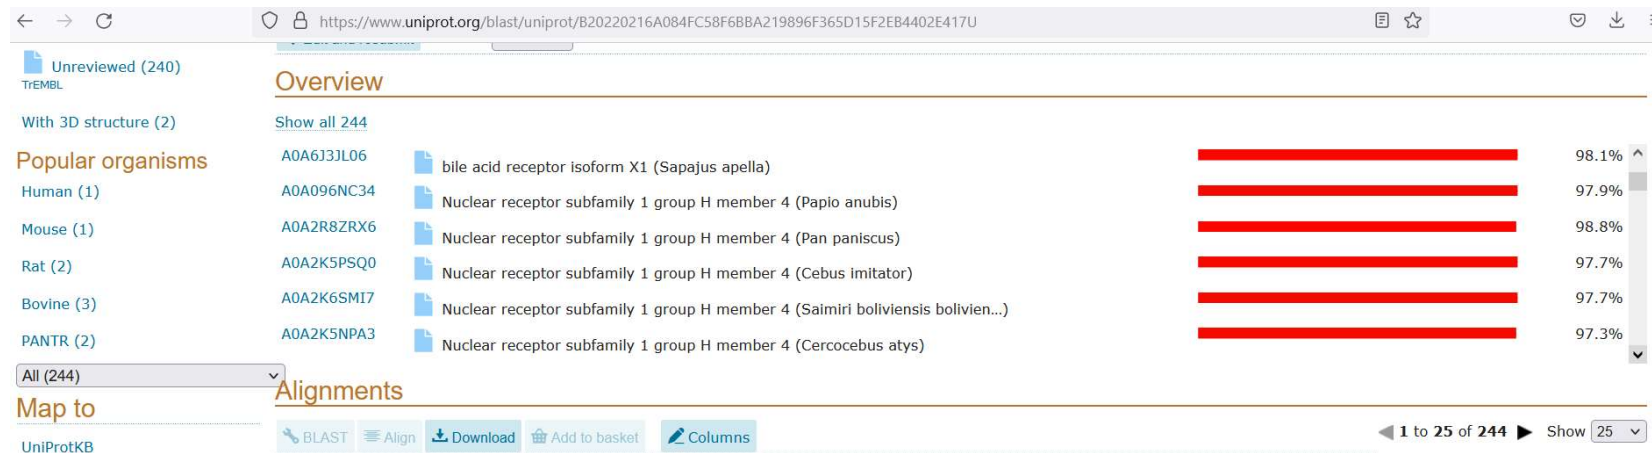 https://www.uniprot.org/blast/uniprot/B20220216A084FC58F6BBA219896F365D15F2EB4402E417U
Unreviewed (240)
TrEMBL
With 3D structure (2)
Popular organisms
Human (1)
Mouse (1)
Rat (2)
Bovine (3)
PANTR (2)
All (244)
Map to
UniProtKB
Overview
Show all 244
A0A6J3JL06 bile acid receptor isoform X1 (Sapajus apella) 98.1%
A0A096NC34 Nuclear receptor subfamily 1 group H member 4 (Papio anubis) 97.9%
A0A2R8ZRX6 Nuclear receptor subfamily 1 group H member 4 (Pan paniscus) 98.8%
A0A2K5PSQ0 Nuclear receptor subfamily 1 group H member 4 (Cebus imitator) 97.7%
A0A2K6SMI7 Nuclear receptor subfamily 1 group H member 4 (Saimiri boliviensis bolivien...) 97.7%
A0A2K5NPA3 Nuclear receptor subfamily 1 group H member 4 (Cercocebus atys) 97.3%
Alignments
BLAST Align Download Add to basket Columns 1 to 25 of 244 Show 25